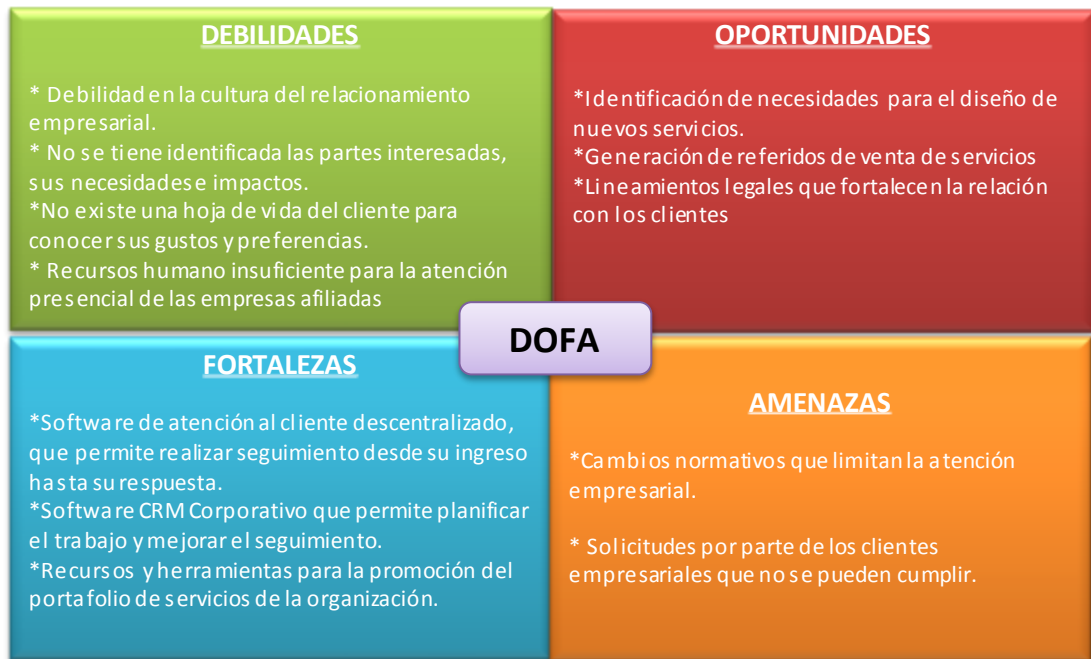 DEBILIDADES
* Debilidad en la cultura del relacionamiento
empresarial.
* No se tiene identificada las partes interesadas,
sus necesidades e impactos.
*No existe una hoja de vida del cliente para
conocer sus gustos y preferencias.
* Recursos humano insuficiente para la atención
presencial de las empresas afiliadas
OPORTUNIDADES
*Identificación de necesidades para el diseño de
nuevos servicios.
*Generación de referidos de venta de servicios
*Lineamientos legales que fortalecen la relación
con los clientes
DOFA
FORTALEZAS
*Software de atención al cliente descentralizado,
que permite realizar seguimiento desde su ingreso
hasta su respuesta.
*Software CRM Corporativo que permite planificar
el trabajo y mejorar el seguimiento.
*Recursos y herramientas para la promoción del
portafolio de servicios de la organización.
AMENAZAS
*Cambios normativos que limitan la atención
empresarial.
* Solicitudes por parte de los clientes
empresariales que no se pueden cumplir.